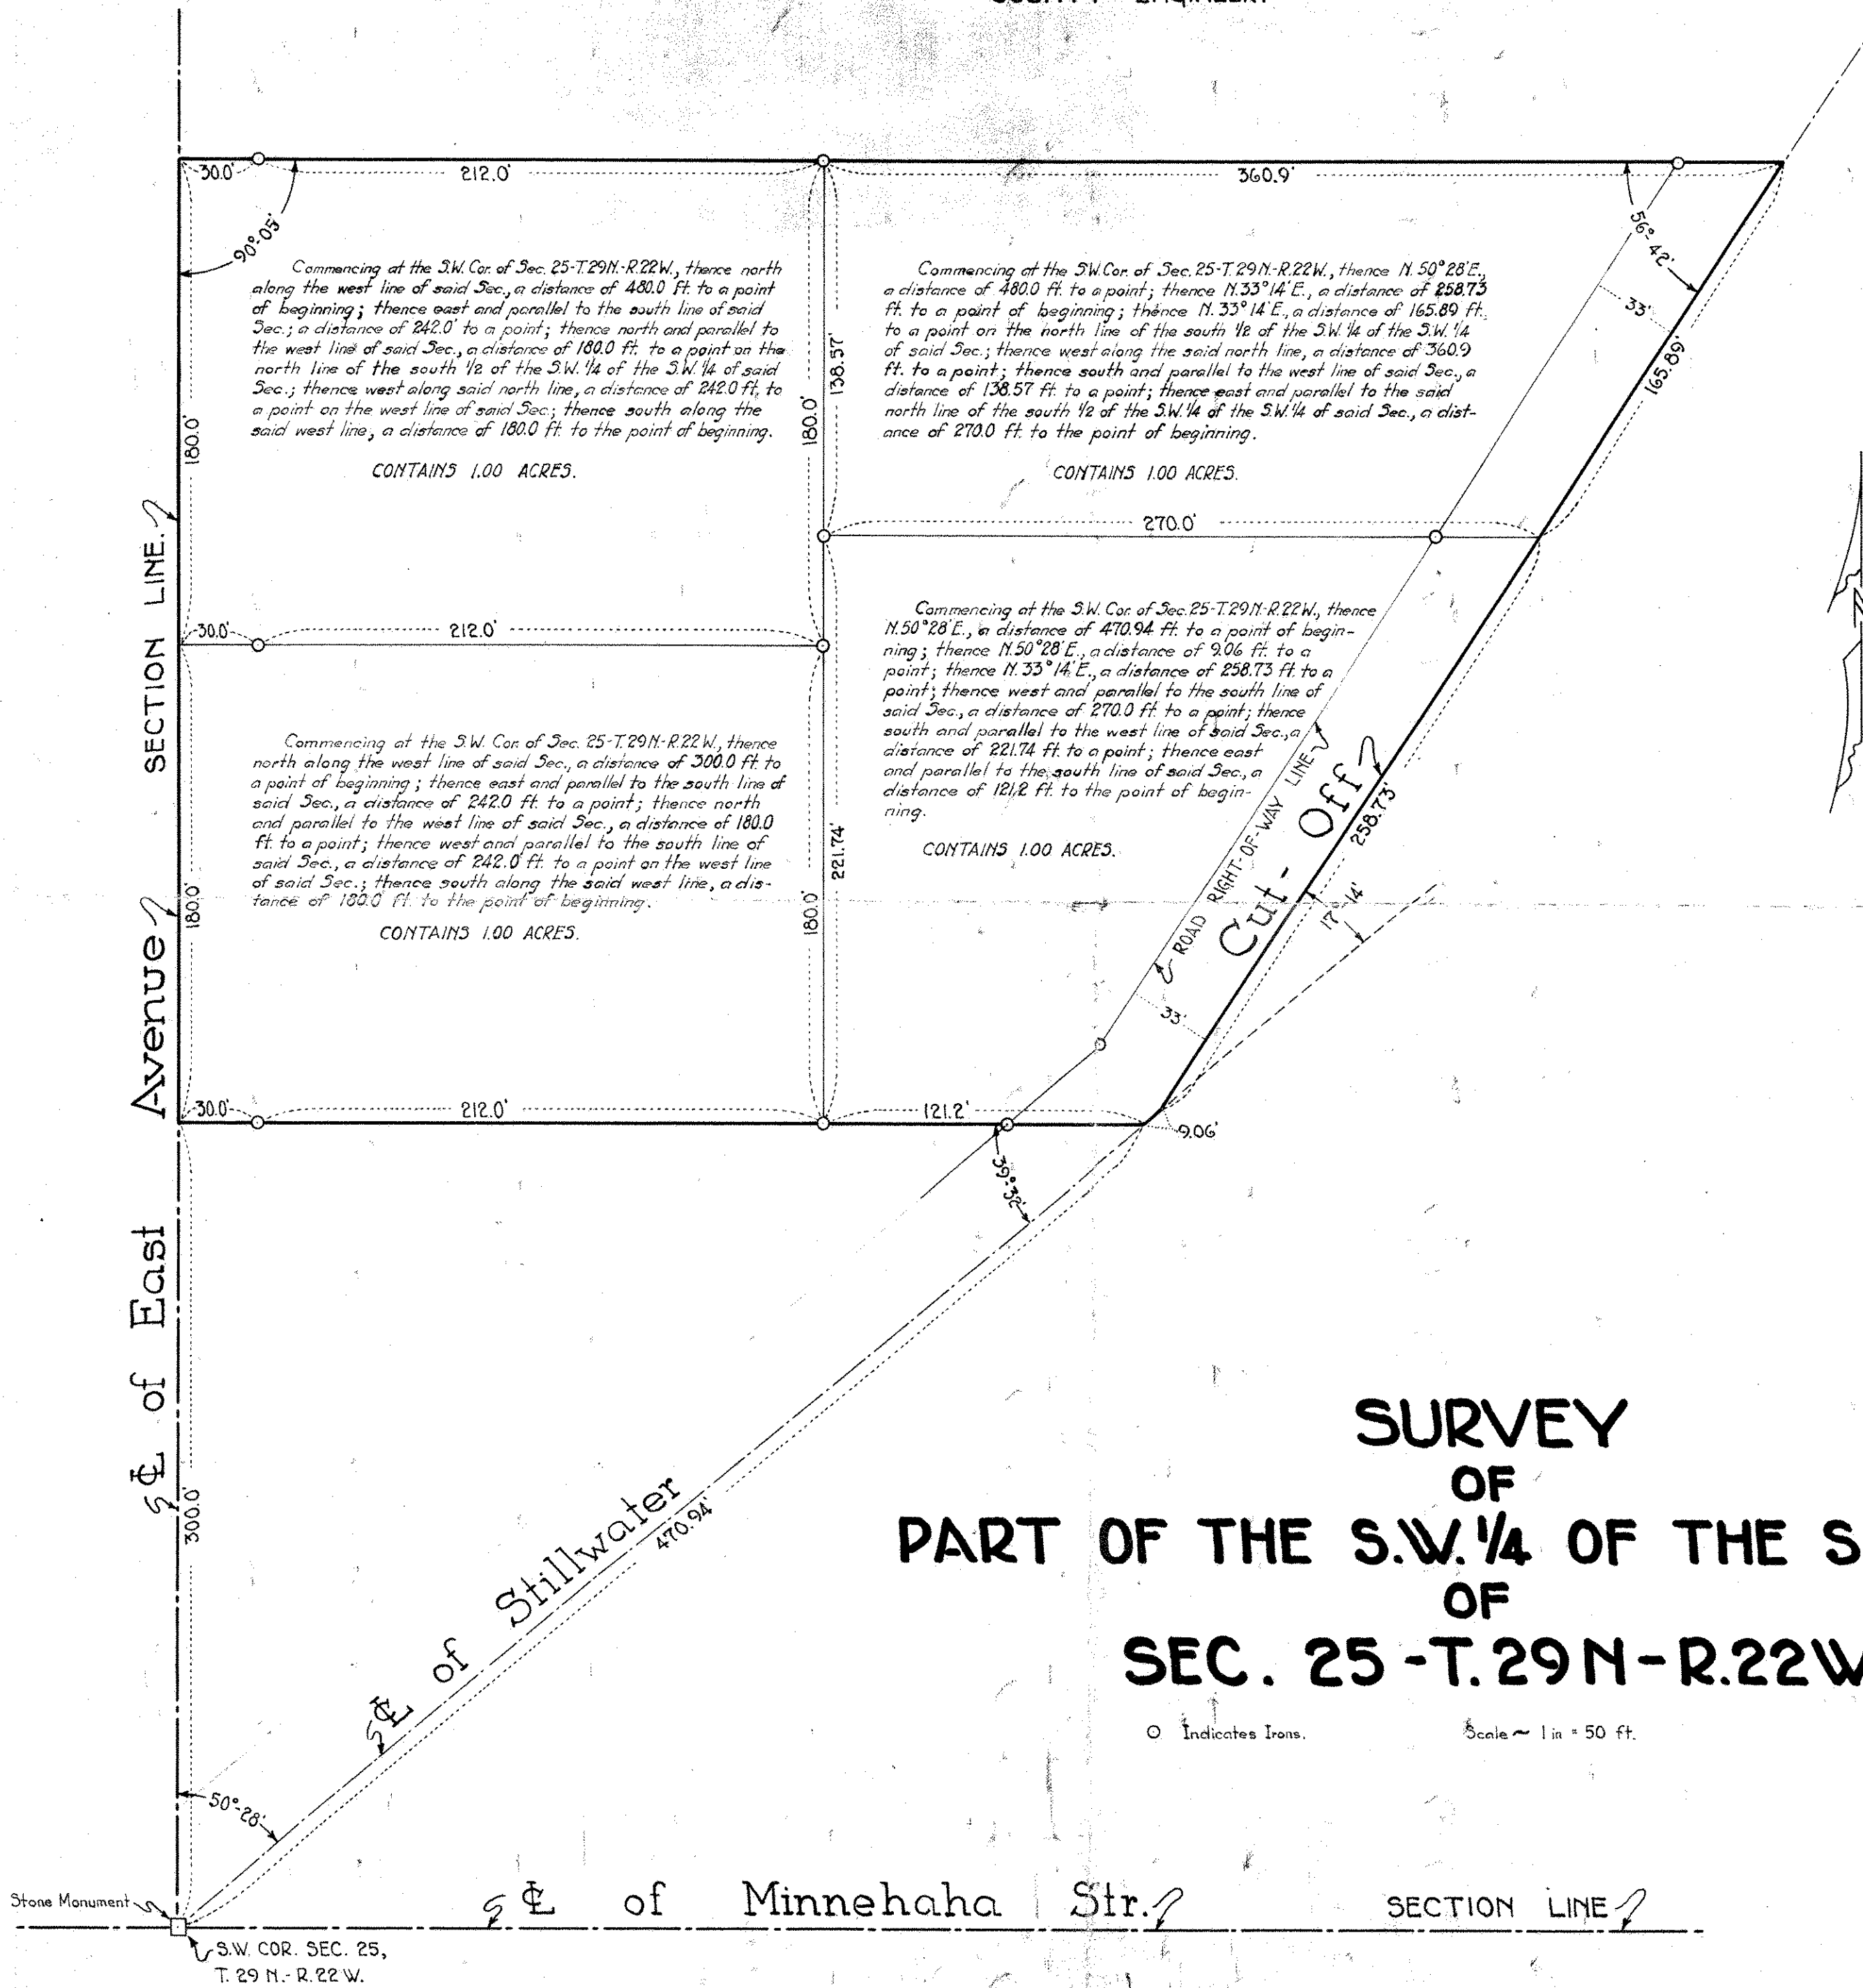 30.0'
212.0'
360.9'
90°-05'
56°-42'
33'
165.89'
Commencing at the S.W. Cor. of Sec. 25-T.29N.-R.22W., thence north
along the west line of said Sec., a distance of 480.0 ft. to a point
of beginning; thence east and parallel to the south line of said
Sec.; a distance of 242.0' to a point; thence north and parallel to
the west line of said Sec., a distance of 180.0 ft. to a point on the
north line of the south 1/2 of the S.W. 1/4 of the S.W. 1/4 of said
Sec.; thence west along said north line, a distance of 242.0 ft. to
a point on the west line of said Sec.; thence south along the
said west line, a distance of 180.0 ft. to the point of beginning.
CONTAINS 1.00 ACRES.
180.0'
180.0'
138.57'
Commencing at the S.W. Cor. of Sec. 25-T.29N.-R.22W., thence N. 50°28'E.,
a distance of 480.0 ft. to a point; thence N.33°14'E., a distance of 258.73
ft. to a point of beginning; thence N. 33°14'E., a distance of 165.89 ft.
to a point on the north line of the south 1/2 of the S.W. 1/4 of the S.W. 1/4
of said Sec.; thence west along the said north line, a distance of 360.9
ft. to a point; thence south and parallel to the west line of said Sec., a
distance of 138.57 ft. to a point; thence east and parallel to the said
north line of the south 1/2 of the S.W. 1/4 of the S.W. 1/4 of said Sec., a dist-
ance of 270.0 ft. to the point of beginning.
CONTAINS 1.00 ACRES.
270.0'
SECTION LINE.
30.0'
212.0'
Commencing at the S.W. Cor. of Sec. 25-T.29N.-R.22W., thence
north along the west line of said Sec., a distance of 300.0 ft. to
a point of beginning; thence east and parallel to the south line of
said Sec., a distance of 242.0 ft. to a point; thence north
and parallel to the west line of said Sec., a distance of 180.0
ft. to a point; thence west and parallel to the south line of
said Sec., a distance of 242.0 ft. to a point on the west line
of said Sec.; thence south along the said west line, a dis-
tance of 180.0 ft. to the point of beginning.
CONTAINS 1.00 ACRES.
180.0'
180.0'
221.74'
Commencing at the S.W. Cor. of Sec. 25-T.29N.-R.22W., thence
N.50°28'E., a distance of 470.94 ft. to a point of begin-
ning; thence N.50°28'E., a distance of 9.06 ft. to a
point; thence N. 33°14'E., a distance of 258.73 ft. to a
point; thence west and parallel to the south line of
said Sec., a distance of 270.0 ft. to a point; thence
south and parallel to the west line of said Sec., a
distance of 221.74 ft. to a point; thence east
and parallel to the south line of said Sec., a
distance of 121.2 ft. to the point of begin-
ning.
CONTAINS 1.00 ACRES.
ROAD RIGHT-OF-WAY LINE
Cut-Off
258.73'
17°-14'
33'
30.0'
212.0'
121.2'
9.06'
39°-32'
℄ of East Avenue
300.0'
℄ of Stillwater
470.94'
50°-28'
SURVEY
OF
PART OF THE S.W. 1/4 OF THE S
OF
SEC. 25-T.29N-R.22W
Indicates Irons.
Scale ~ 1 in = 50 ft.
Stone Monument
℄ of Minnehaha Str.
SECTION LINE
S.W. COR. SEC. 25,
T. 29 N.- R. 22 W.